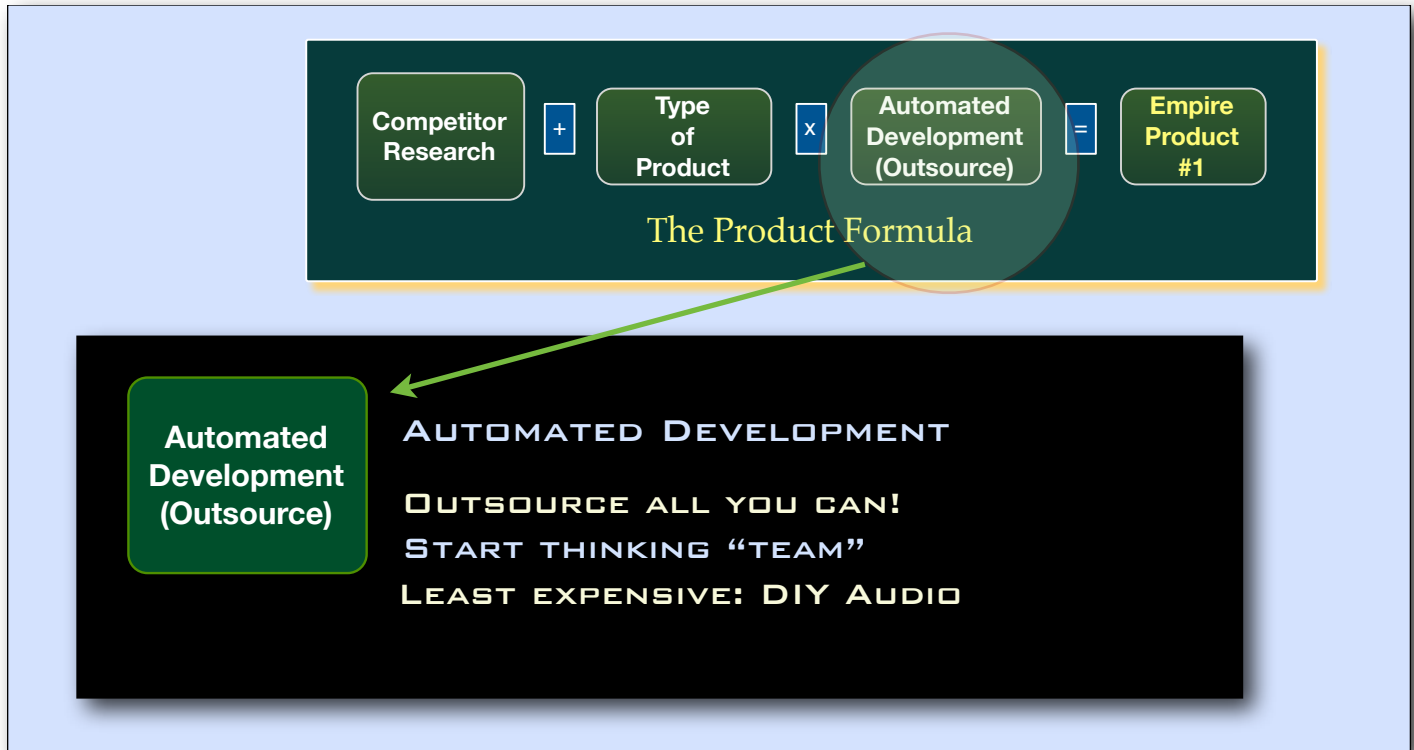 Competitor
Research
+
Type
of
Product
x
Automated
Development
(Outsource)
=
Empire
Product
#1
The Product Formula
Automated
Development
(Outsource)
Automated Development
Outsource all you can!
Start thinking “team”
Least expensive: DIY Audio